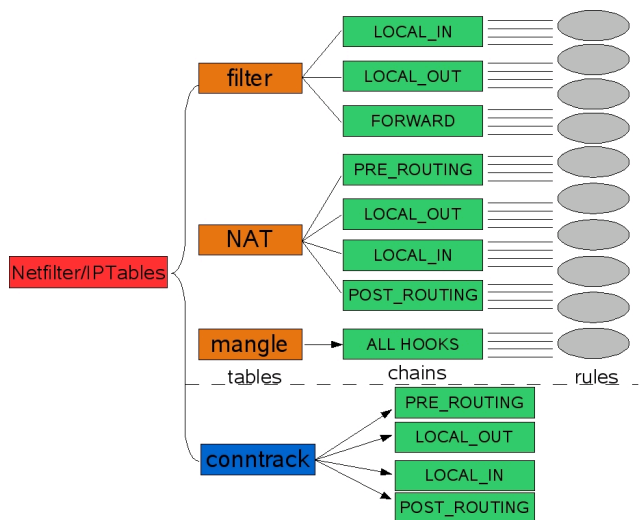 LOCAL_IN
filter
LOCAL_OUT
FORWARD
PRE_ROUTING
NAT
LOCAL_OUT
LOCAL_IN
Netfilter/IPTables
POST_ROUTING
mangle
ALL HOOKS
tables
chains
rules
PRE_ROUTING
LOCAL_OUT
conntrack
LOCAL_IN
POST_ROUTING